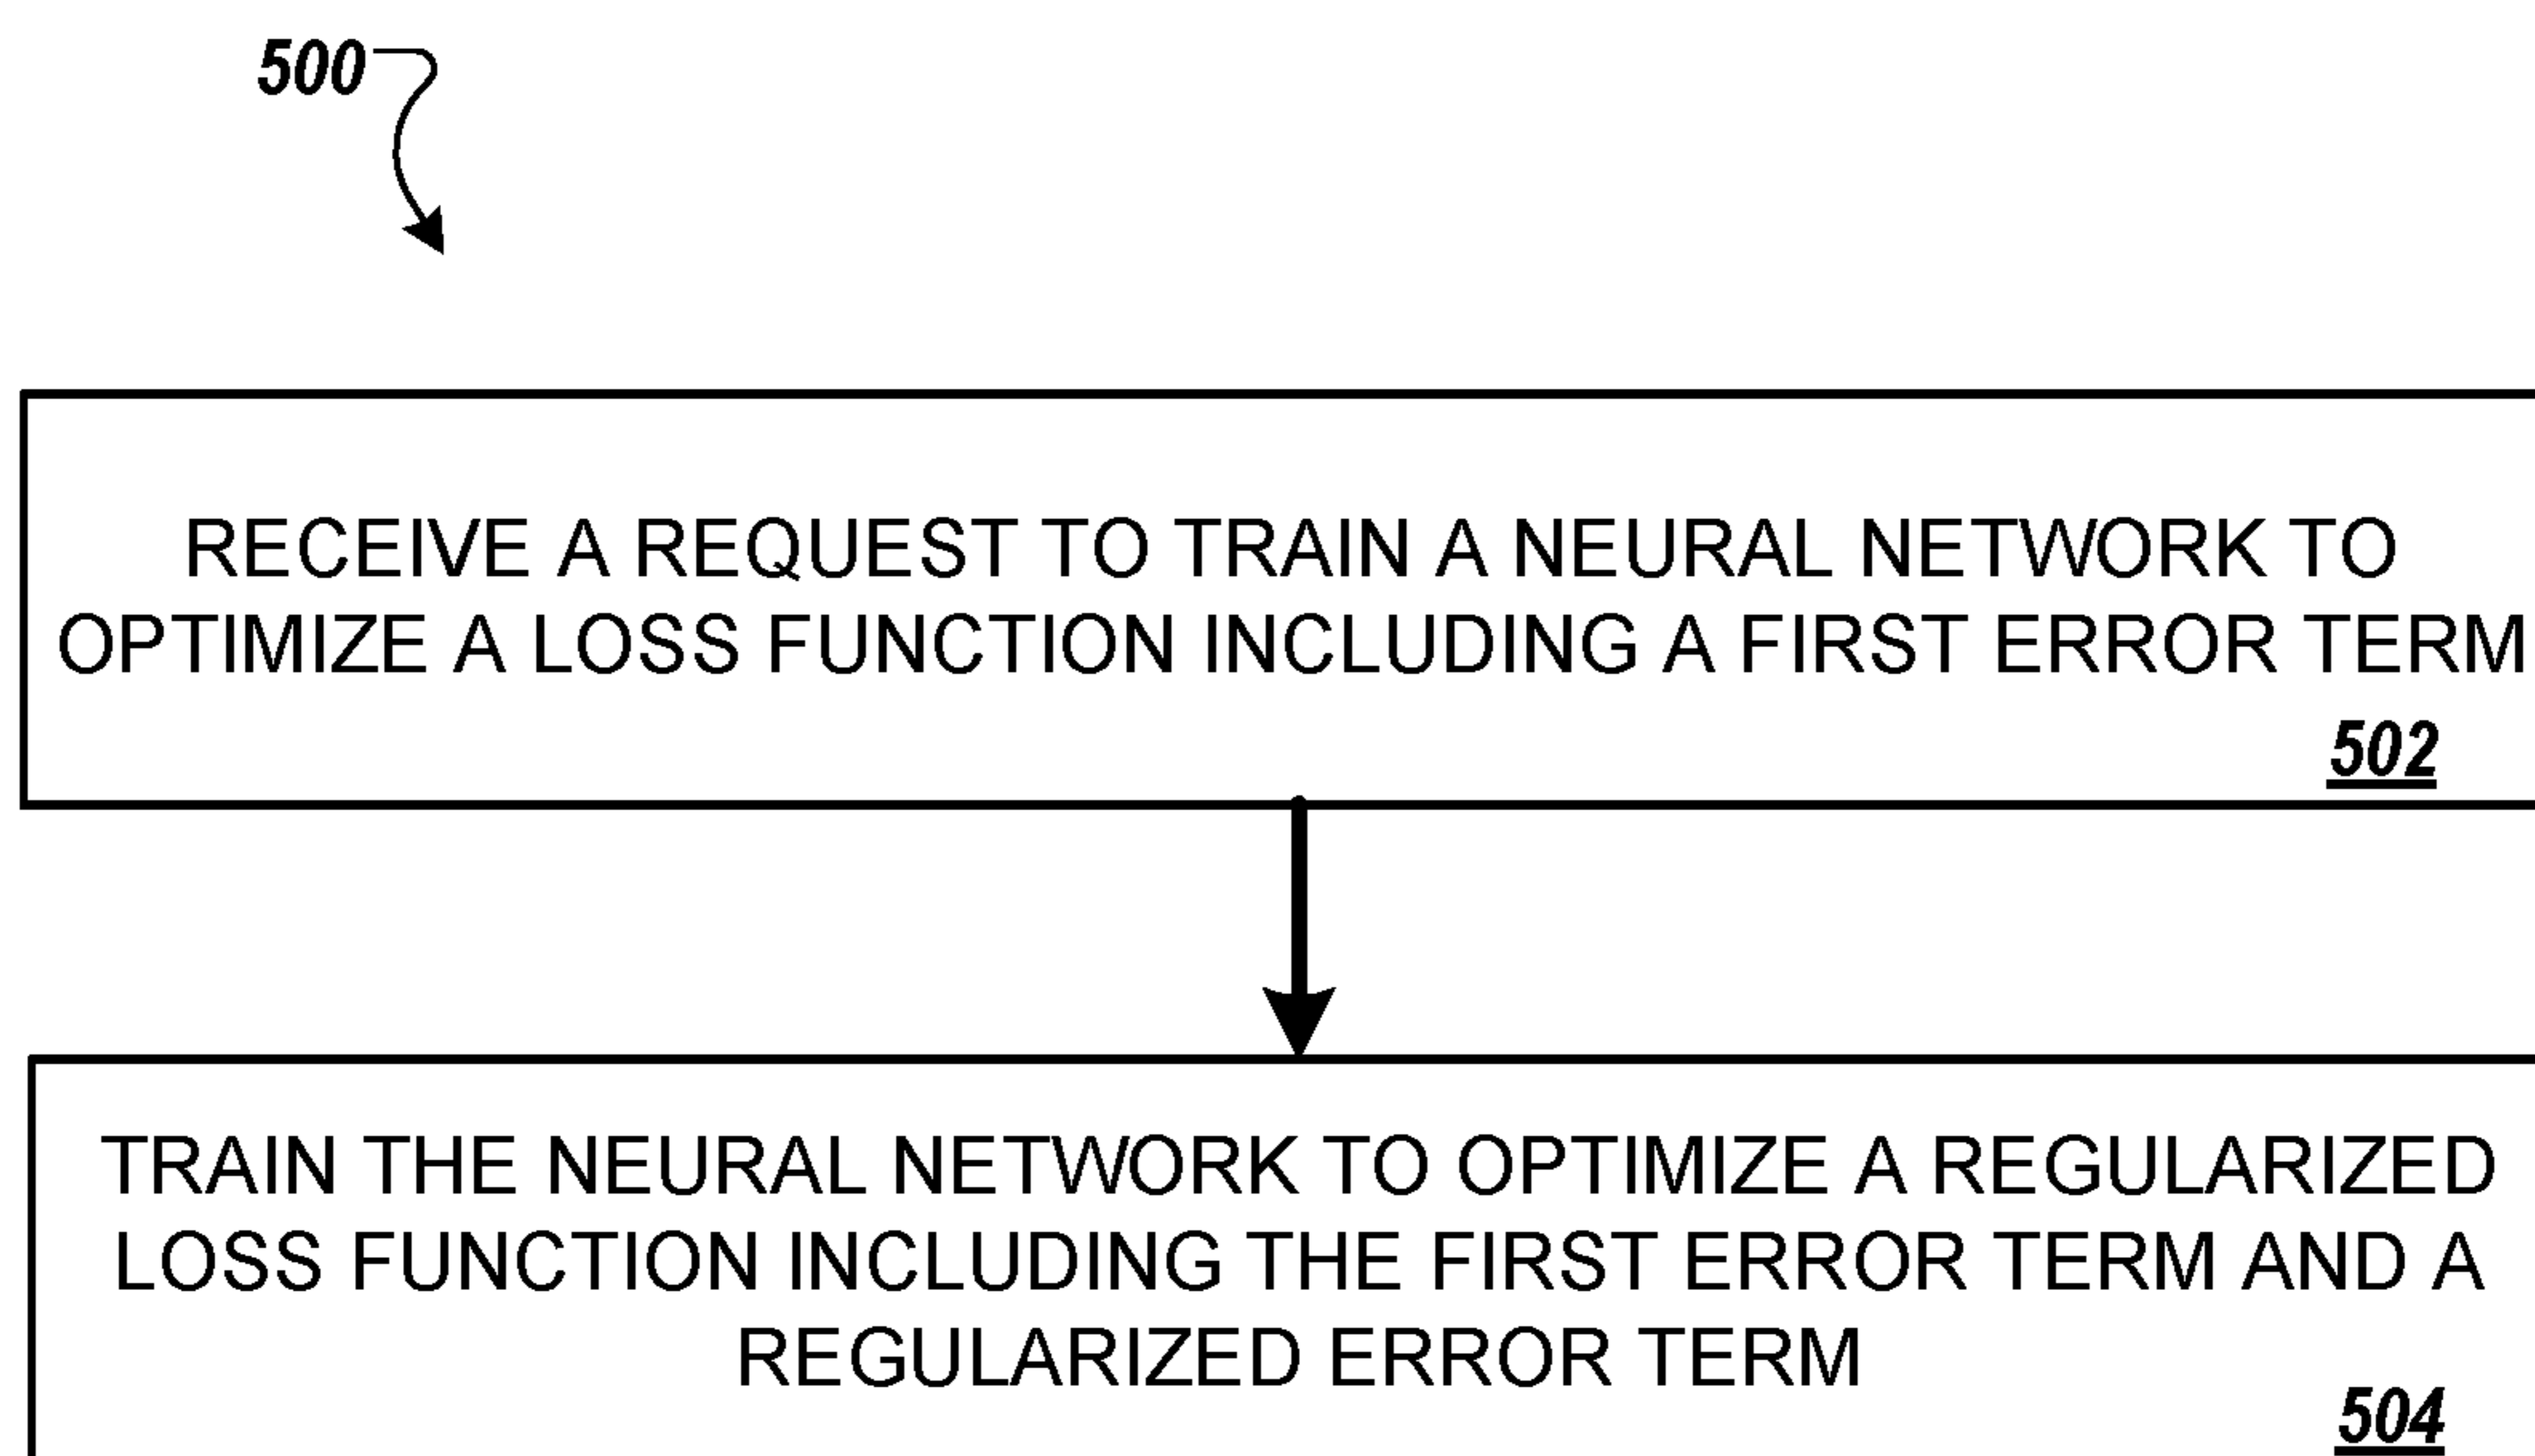 500
RECEIVE A REQUEST TO TRAIN A NEURAL NETWORK TO
OPTIMIZE A LOSS FUNCTION INCLUDING A FIRST ERROR TERM
502
TRAIN THE NEURAL NETWORK TO OPTIMIZE A REGULARIZED
LOSS FUNCTION INCLUDING THE FIRST ERROR TERM AND A
REGULARIZED ERROR TERM
504